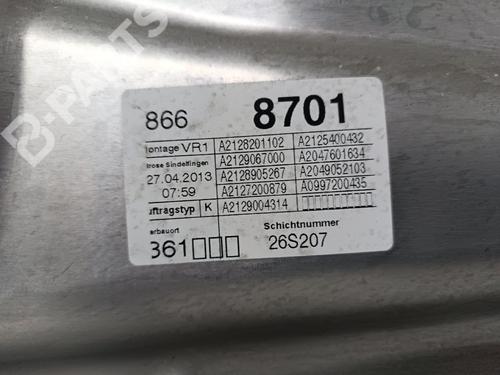 B-PARTS
866 8701
ontage VR1 A2128201102 A2125400432
rose Sindelfingen A2129067000 A2047601634
27.04.2013 A2128905267 A2049052103
07:59 A2127200879 A0997200435
uftragstyp K A2129004314 □□□□□□□□□□□
erbauort Schichtnummer
361□□□ 26S207